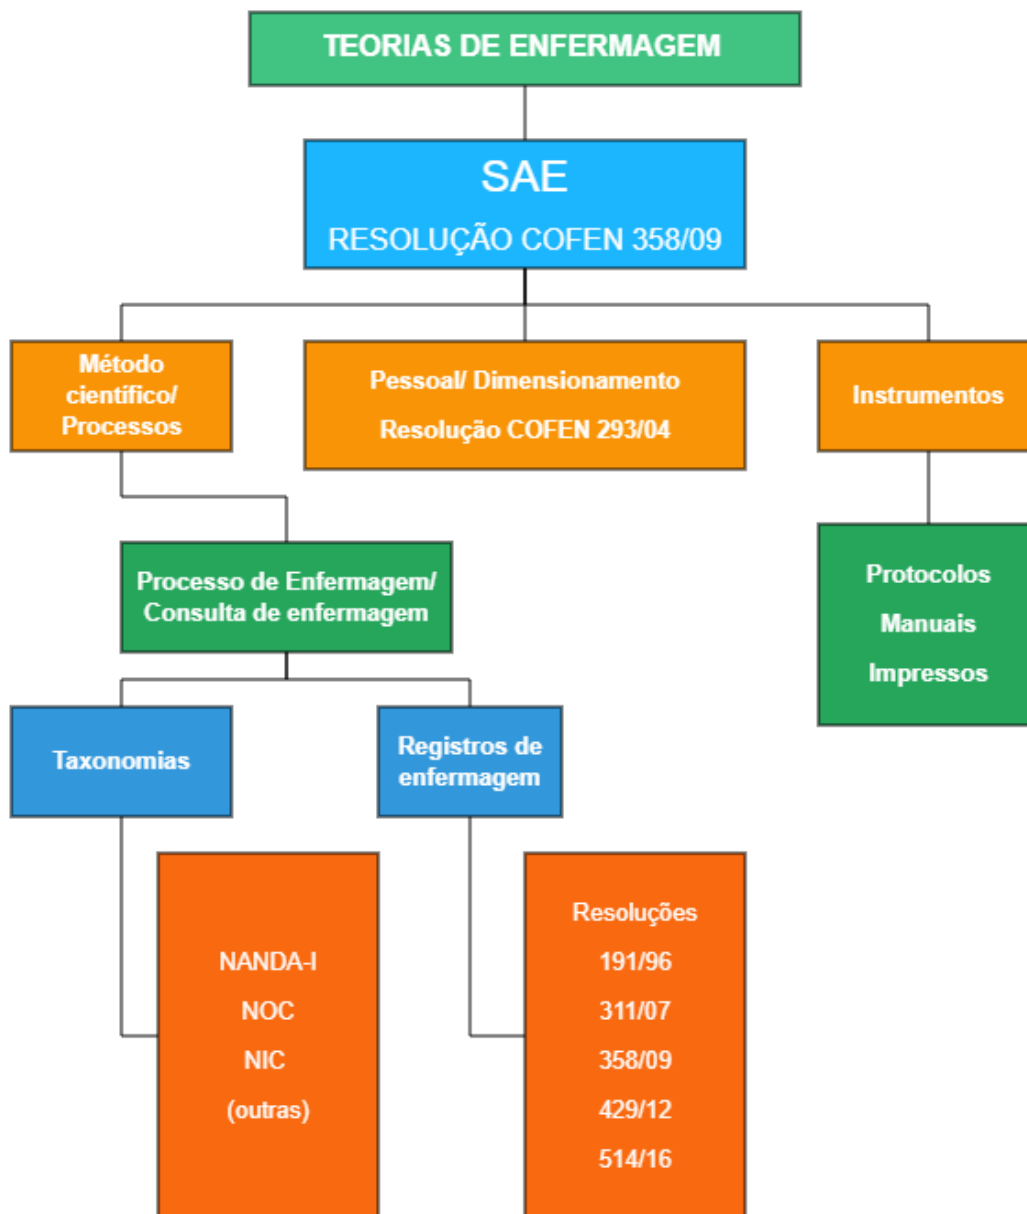 TEORIAS DE ENFERMAGEM
SAE
RESOLUÇÃO COFEN 358/09
Método
científico/
Processos
Pessoal/ Dimensionamento
Resolução COFEN 293/04
Instrumentos
Processo de Enfermagem/
Consulta de enfermagem
Protocolos
Manuais
Impressos
Taxonomias
Registros de
enfermagem
NANDA-I
NOC
NIC
(outras)
Resoluções
191/96
311/07
358/09
429/12
514/16